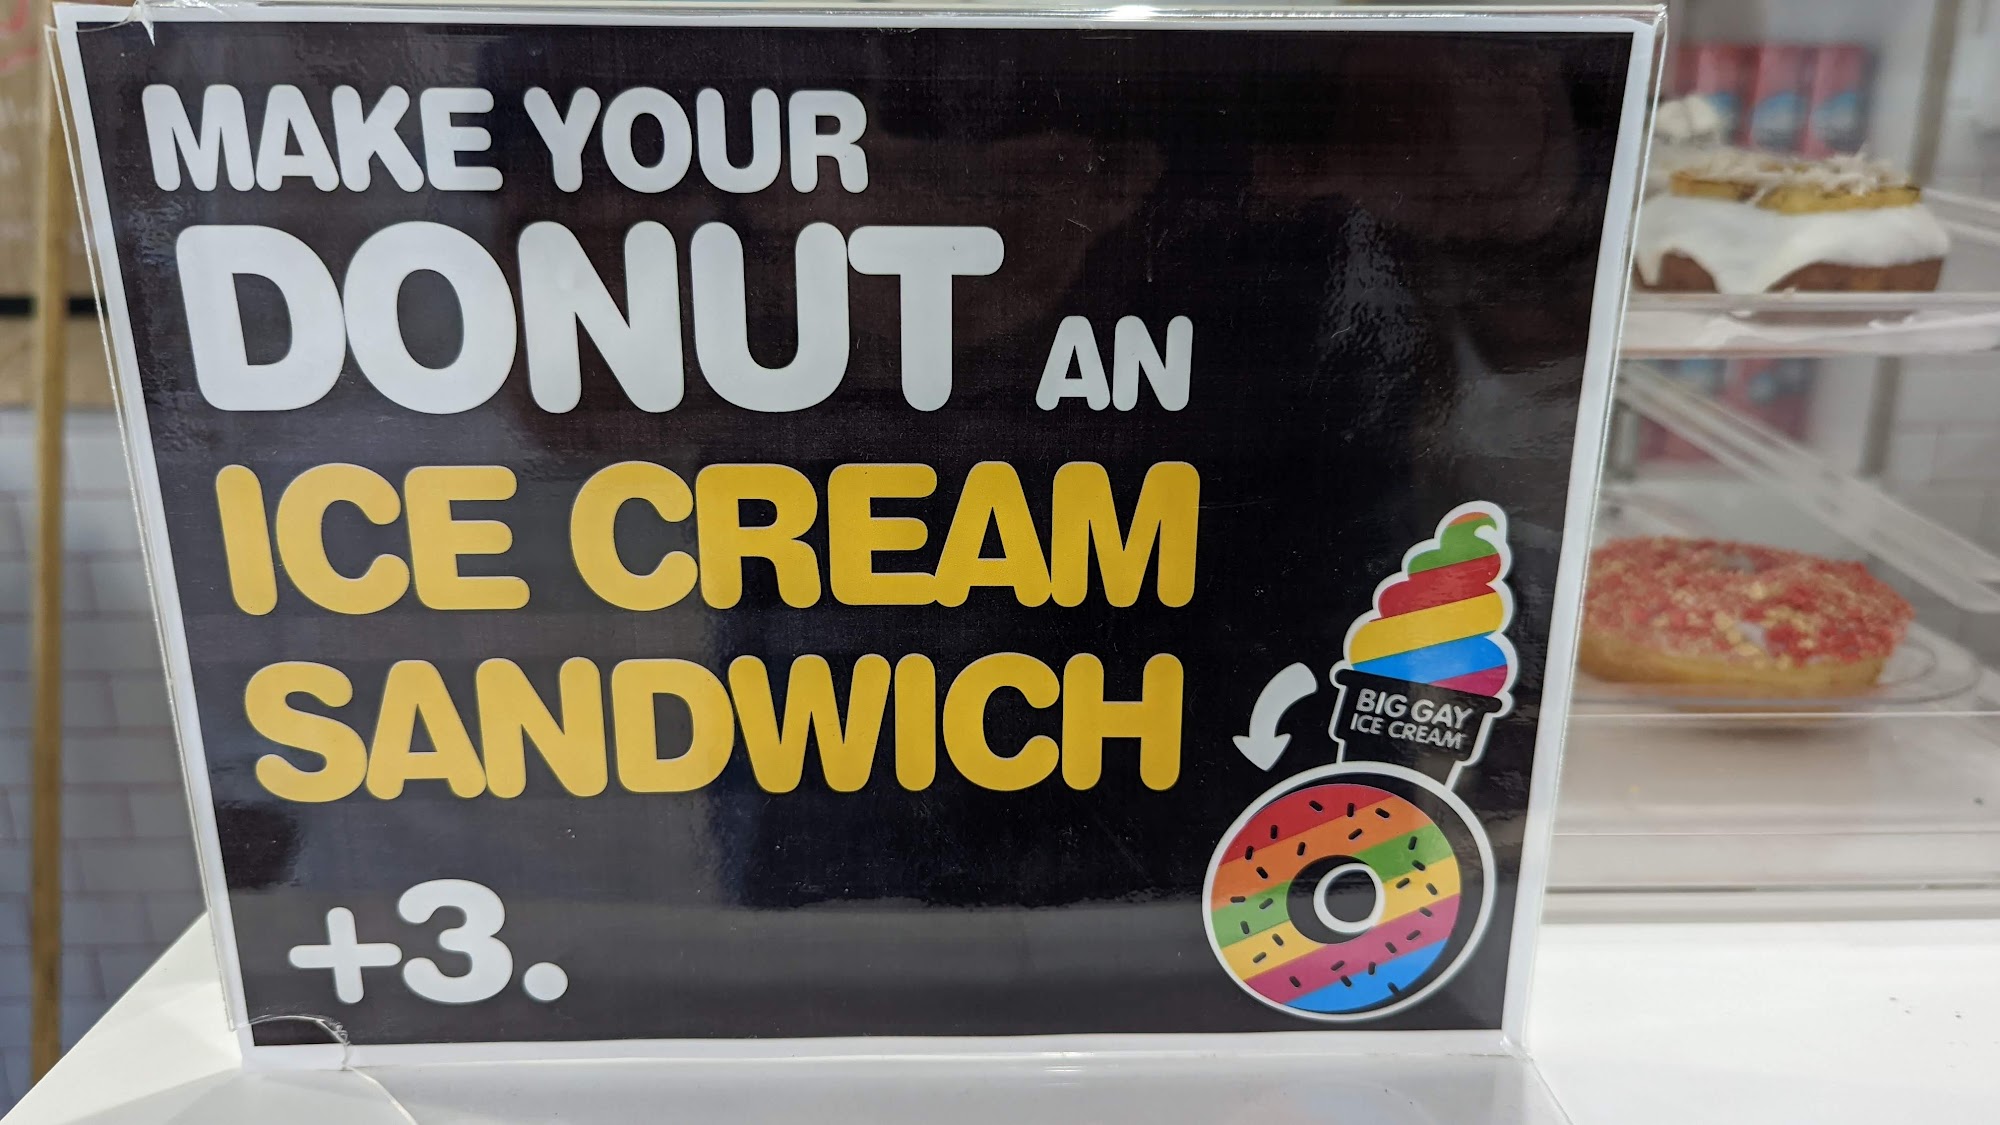 MAKE YOUR
DONUT AN
ICE CREAM
SANDWICH
+3.
BIG GAY
ICE CREAM